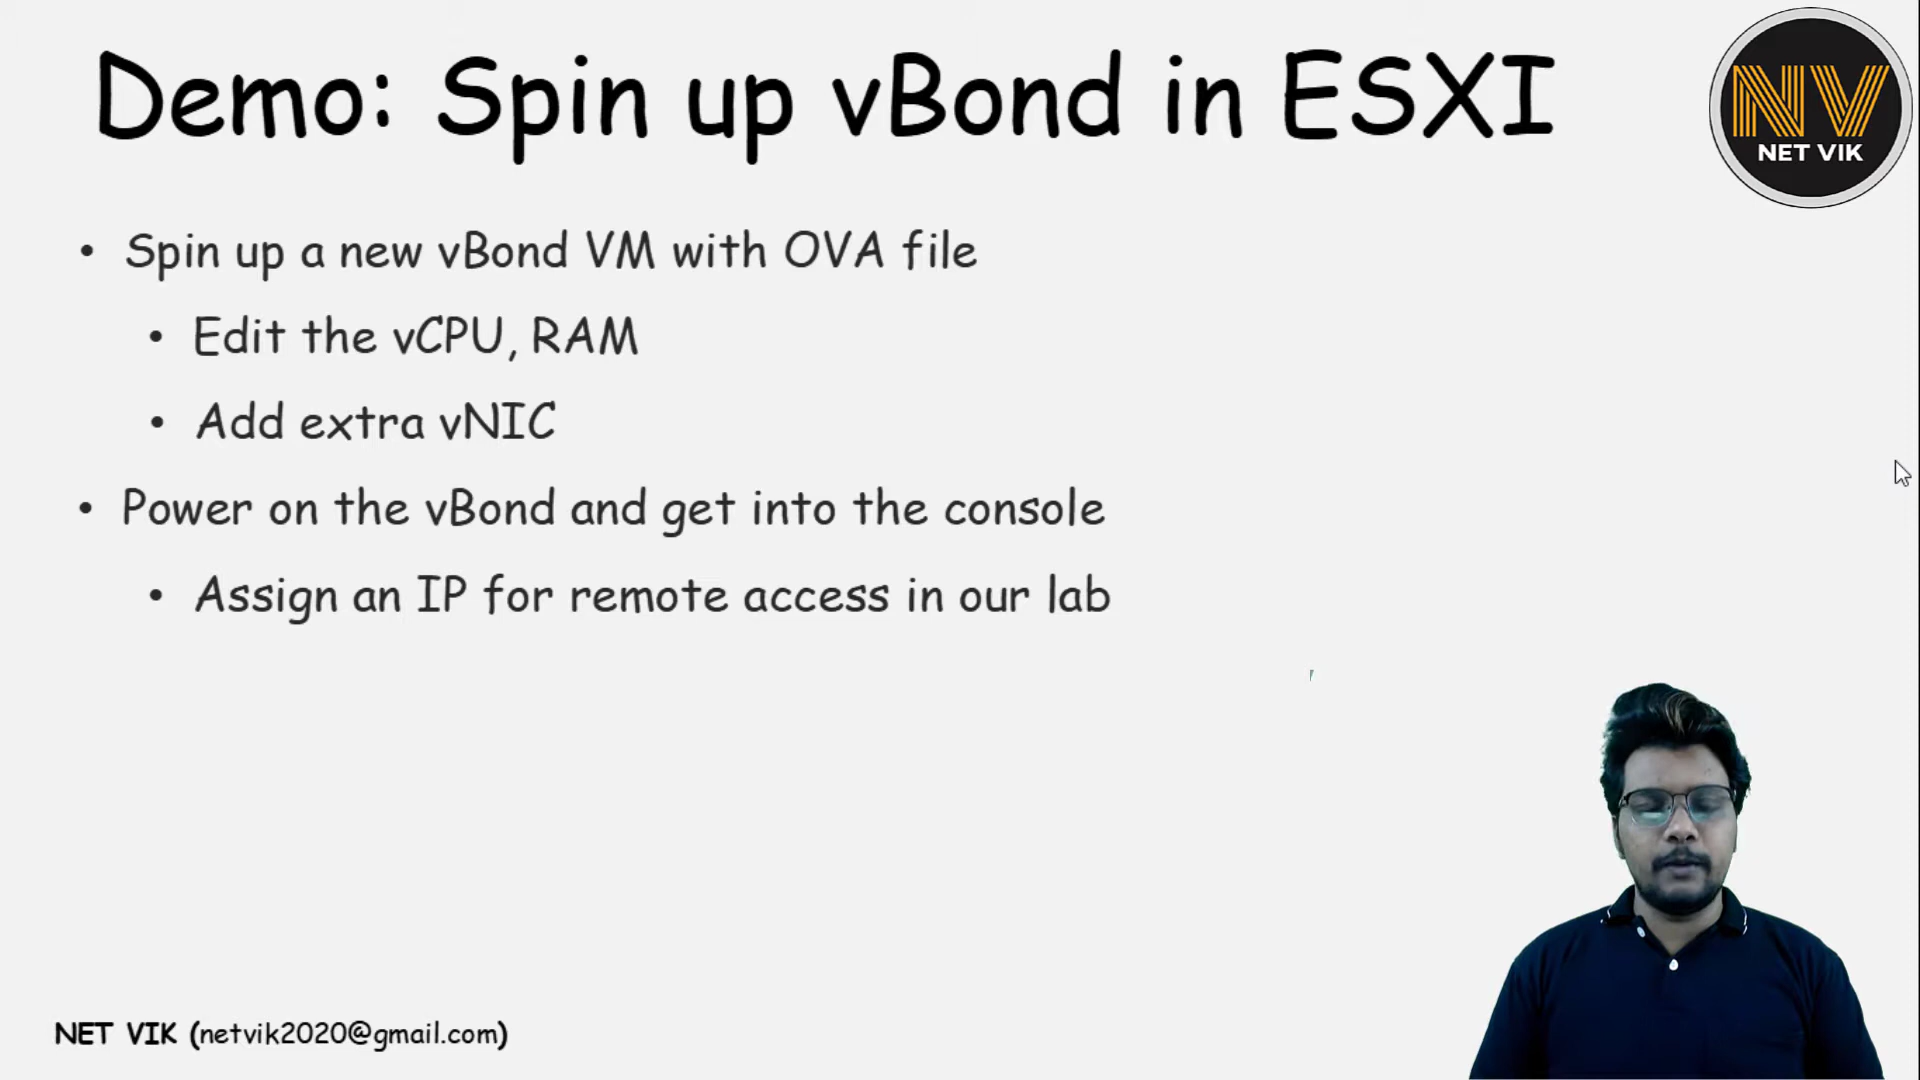 Demo: Spin up vBond in ESXI
NV
NET VIK
• Spin up a new vBond VM with OVA file
• Edit the vCPU, RAM
• Add extra vNIC
• Power on the vBond and get into the console
• Assign an IP for remote access in our lab
NET VIK (netvik2020@gmail.com)